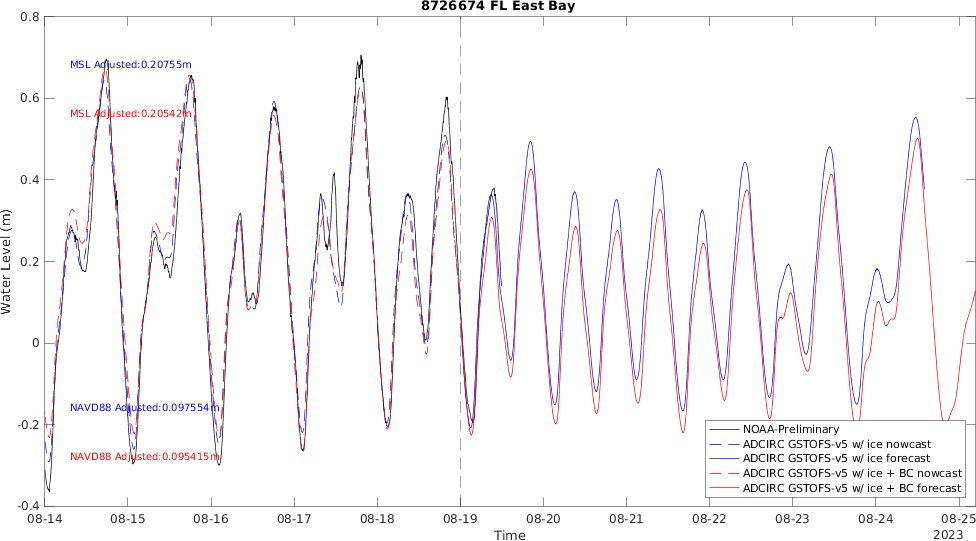 8726674 FL East Bay
Water Level (m)
0.8
0.6
0.4
0.2
0
-0.2
-0.4
MSL Adjusted:0.20755m
MSL Adjusted:0.20542m
NAVD88 Adjusted:0.097554m
NAVD88 Adjusted:0.095415m
NOAA-Preliminary
ADCIRC GSTOFS-v5 w/ ice nowcast
ADCIRC GSTOFS-v5 w/ ice forecast
ADCIRC GSTOFS-v5 w/ ice + BC nowcast
ADCIRC GSTOFS-v5 w/ ice + BC forecast
08-14 08-15 08-16 08-17 08-18 08-19 08-20 08-21 08-22 08-23 08-24 08-25
Time
2023